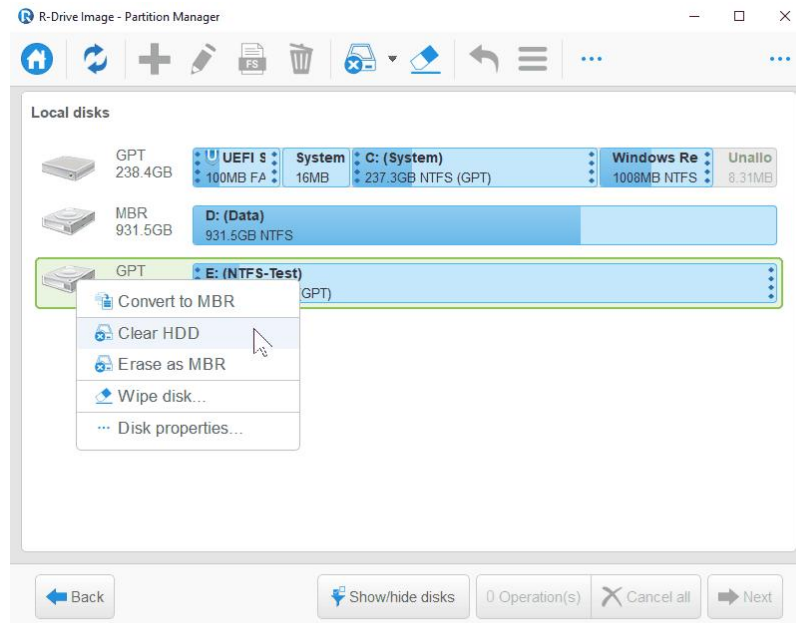 R-Drive Image - Partition Manager
FS
Local disks
GPT
238.4GB
UEFI S
100MB FA
System
16MB
C: (System)
237.3GB NTFS (GPT)
Windows Re
1008MB NTFS
Unallo
8.31MB
MBR
931.5GB
D: (Data)
931.5GB NTFS
GPT
E: (NTFS-Test)
GPT)
Convert to MBR
Clear HDD
Erase as MBR
Wipe disk...
Disk properties...
Back
Show/hide disks
0 Operation(s)
Cancel all
Next